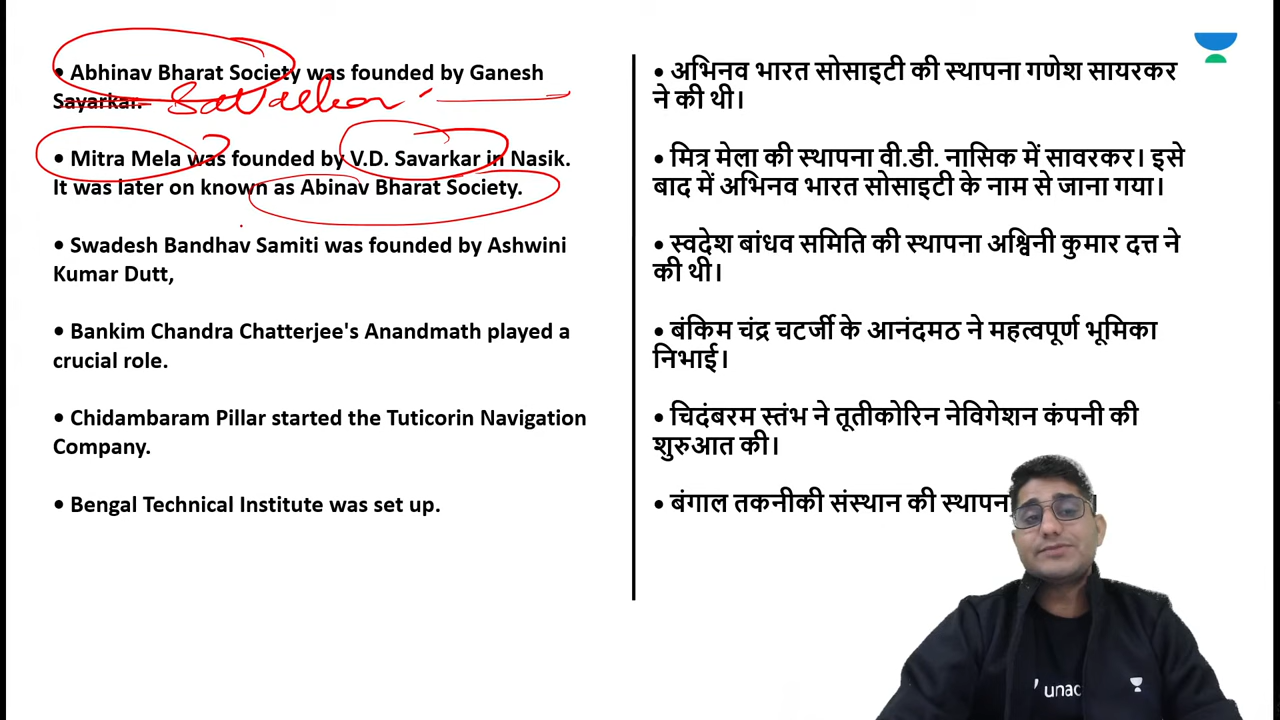 • Abhinav Bharat Society was founded by Ganesh
Sayarkar. Savarkar
• Mitra Mela was founded by V.D. Savarkar in Nasik.
It was later on known as Abinav Bharat Society.
• Swadesh Bandhav Samiti was founded by Ashwini
Kumar Dutt,
• Bankim Chandra Chatterjee's Anandmath played a
crucial role.
• Chidambaram Pillar started the Tuticorin Navigation
Company.
• Bengal Technical Institute was set up.
• अभिनव भारत सोसाइटी की स्थापना गणेश सायरकर
ने की थी।
• मित्र मेला की स्थापना वी.डी. नासिक में सावरकर। इसे
बाद में अभिनव भारत सोसाइटी के नाम से जाना गया।
• स्वदेश बांधव समिति की स्थापना अश्विनी कुमार दत्त ने
की थी।
• बंकिम चंद्र चटर्जी के आनंदमठ ने महत्वपूर्ण भूमिका
निभाई।
• चिदंबरम स्तंभ ने तूतीकोरिन नेविगेशन कंपनी की
शुरुआत की।
• बंगाल तकनीकी संस्थान की
unac